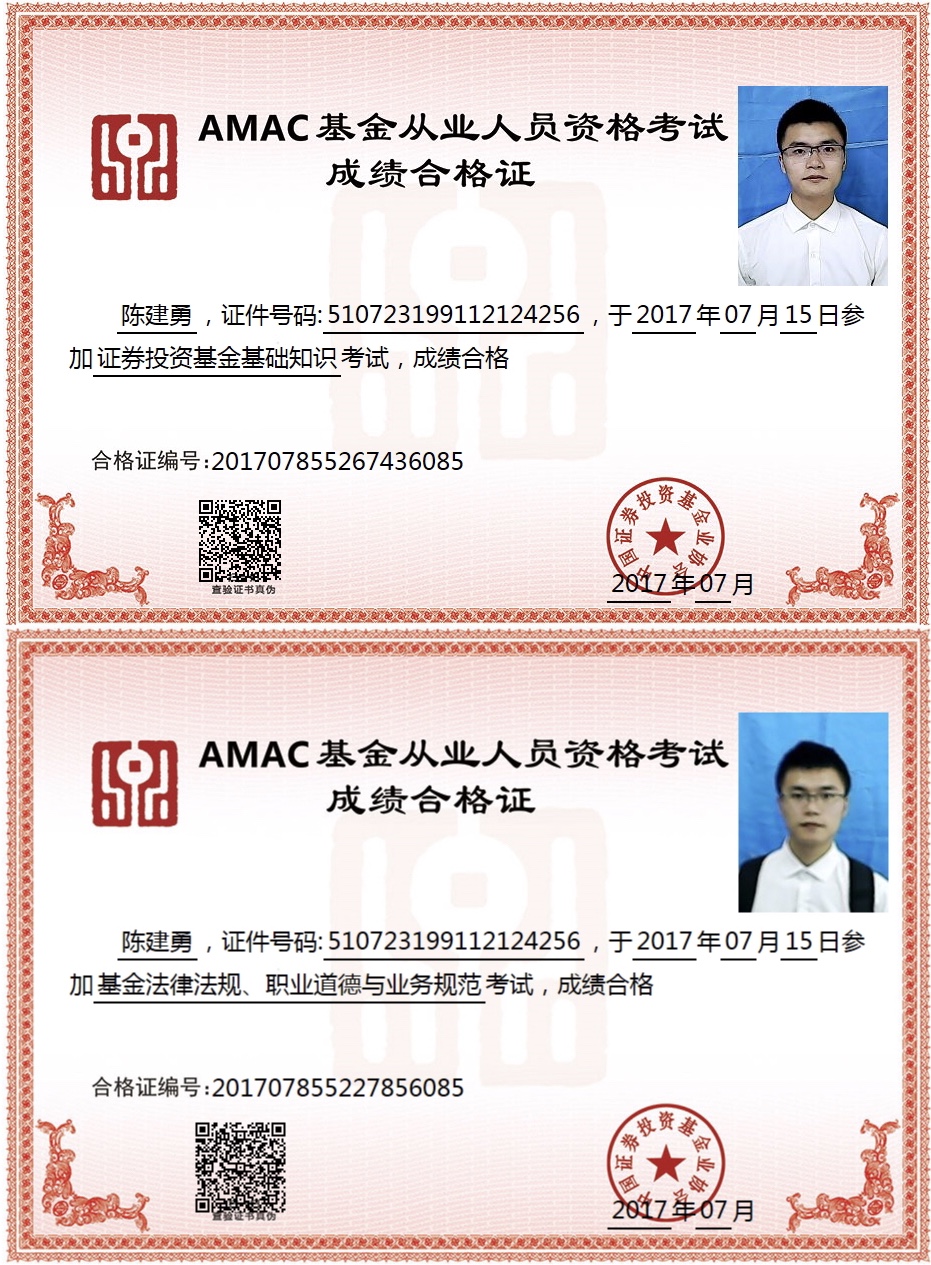 AMAC基金从业人员资格考试
成绩合格证
陈建勇，证件号码:510723199112124256，于2017年07月15日参
加证券投资基金基础知识考试，成绩合格
合格证编号:201707855267436085
查验证书真伪
中国证券投资基金业协会
2017年07月
AMAC基金从业人员资格考试
成绩合格证
陈建勇，证件号码:510723199112124256，于2017年07月15日参
加基金法律法规、职业道德与业务规范考试，成绩合格
合格证编号:201707855227856085
查验证书真伪
中国证券投资基金业协会
2017年07月